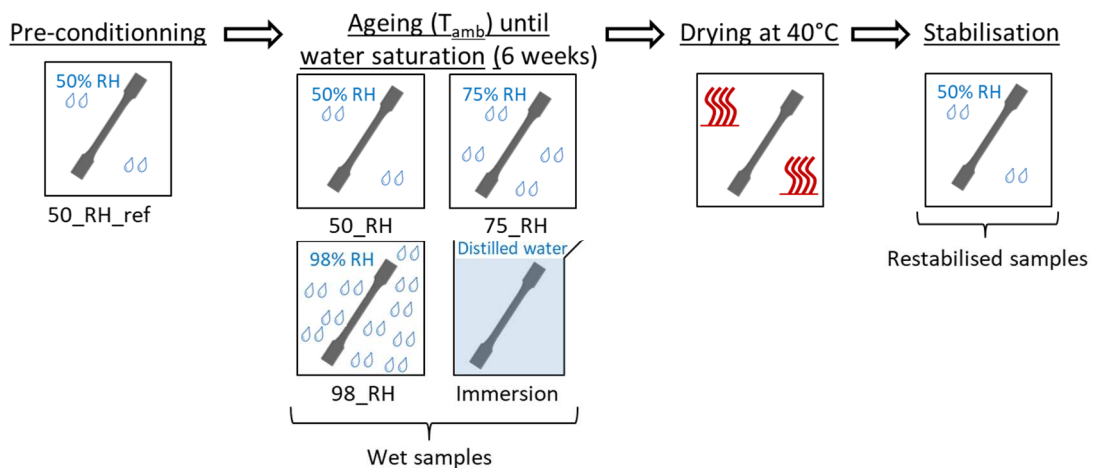 Pre-conditionning
50% RH
50_RH_ref
Ageing (Tamb) until
water saturation (6 weeks)
50% RH
50_RH
75% RH
75_RH
98% RH
98_RH
Distilled water
Immersion
Wet samples
Drying at 40°C
Stabilisation
50% RH
Restabilised samples